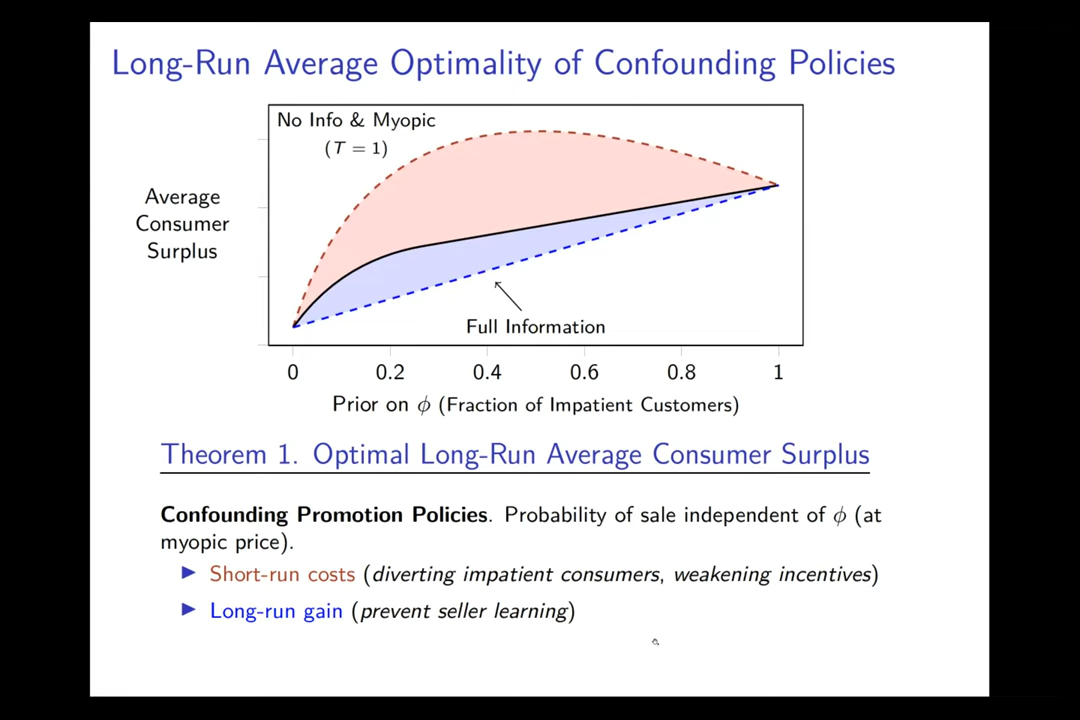 Long-Run Average Optimality of Confounding Policies
No Info & Myopic
(T = 1)
Average
Consumer
Surplus
Full Information
0 0.2 0.4 0.6 0.8 1
Prior on ϕ (Fraction of Impatient Customers)
Theorem 1. Optimal Long-Run Average Consumer Surplus
Confounding Promotion Policies. Probability of sale independent of ϕ (at
myopic price).
▶ Short-run costs (diverting impatient consumers, weakening incentives)
▶ Long-run gain (prevent seller learning)